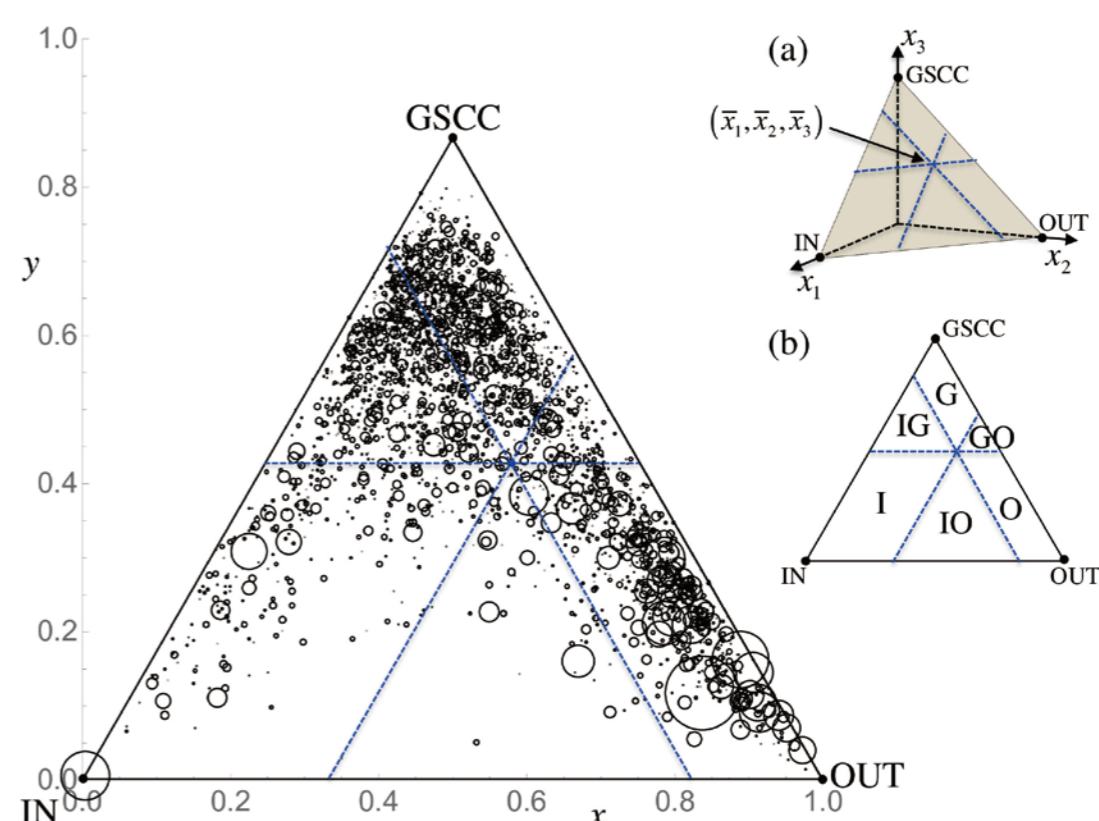 1.0
0.8
0.6
0.4
0.2
0.0
y
GSCC
IN
0.0
0.2
0.4
0.6
0.8
1.0
x
OUT
(a)
x₃
GSCC
(x̄₁, x̄₂, x̄₃)
IN
x₁
OUT
x₂
(b)
GSCC
G
IG
GO
I
IO
O
IN
OUT